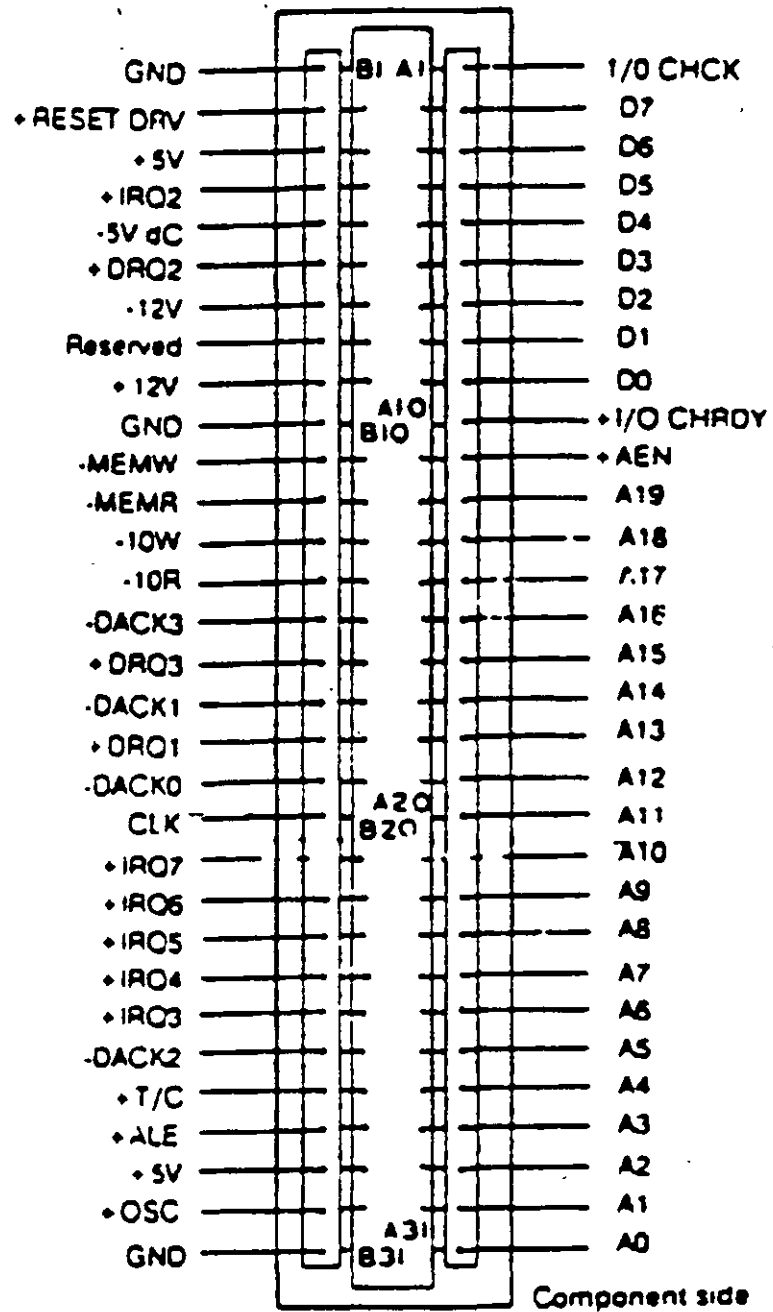 GND B1 A1 I/O CHCK
+RESET DRV D7
+5V D6
+IRQ2 D5
-5V dC D4
+DRQ2 D3
-12V D2
Reserved D1
+12V D0
GND A10 B10 +I/O CHRDY
-MEMW +AEN
-MEMR A19
-10W A18
-10R A17
-DACK3 A16
+DRQ3 A15
-DACK1 A14
+DRQ1 A13
-DACK0 A12
CLK A20 B20 A11
+IRQ7 A10
+IRQ6 A9
+IRQ5 A8
+IRQ4 A7
+IRQ3 A6
-DACK2 A5
+T/C A4
+ALE A3
+5V A2
+OSC A1
GND A31 B31 A0
Component side